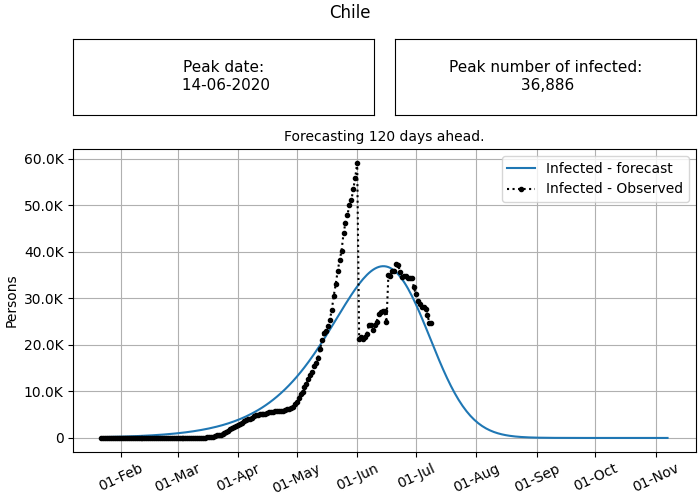 Chile
Peak date:
14-06-2020
Peak number of infected:
36,886
Forecasting 120 days ahead.
60.0K
50.0K
40.0K
30.0K
20.0K
10.0K
0
Persons
Infected - forecast
Infected - Observed
01-Feb
01-Mar
01-Apr
01-May
01-Jun
01-Jul
01-Aug
01-Sep
01-Oct
01-Nov